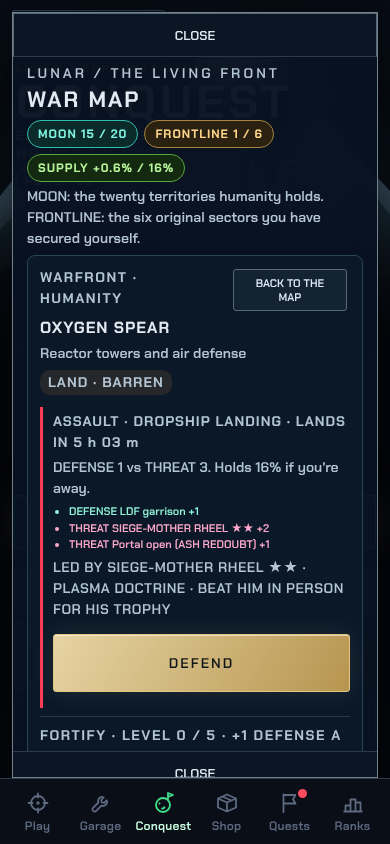 CLOSE
LUNAR / THE LIVING FRONT
WAR MAP
MOON 15 / 20
FRONTLINE 1 / 6
SUPPLY +0.6% / 16%
MOON: the twenty territories humanity holds.
FRONTLINE: the six original sectors you have
secured yourself.
WARFRONT ·
HUMANITY
BACK TO THE
MAP
OXYGEN SPEAR
Reactor towers and air defense
LAND · BARREN
ASSAULT · DROPSHIP LANDING · LANDS
IN 5 h 03 m
DEFENSE 1 vs THREAT 3. Holds 16% if you're
away.
• DEFENSE LDF garrison +1
• THREAT SIEGE-MOTHER RHEEL ★★ +2
• THREAT Portal open (ASH REDOUBT) +1
LED BY SIEGE-MOTHER RHEEL ★★ ·
PLASMA DOCTRINE · BEAT HIM IN PERSON
FOR HIS TROPHY
DEFEND
FORTIFY · LEVEL 0 / 5 · +1 DEFENSE A
CLOSE
Play
Garage
Conquest
Shop
Quests
Ranks